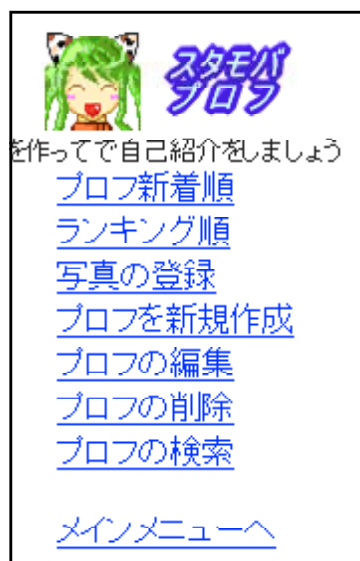 スタモバ
プロフ
を作ってで自己紹介をしましょう
プロフ新着順
ランキング順
写真の登録
プロフを新規作成
プロフの編集
プロフの削除
プロフの検索
メインメニューへ